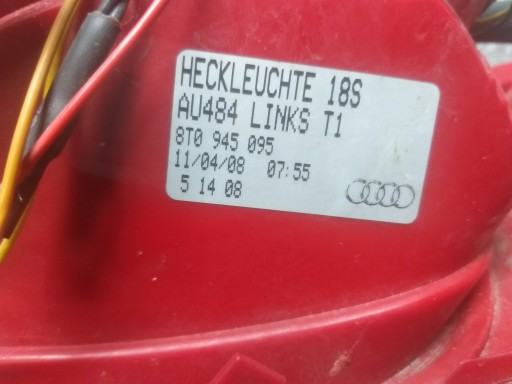 HECKLEUCHTE 18S
AU484 LINKS T1
8T0 945 095
11/04/08 07:55
5 14 08